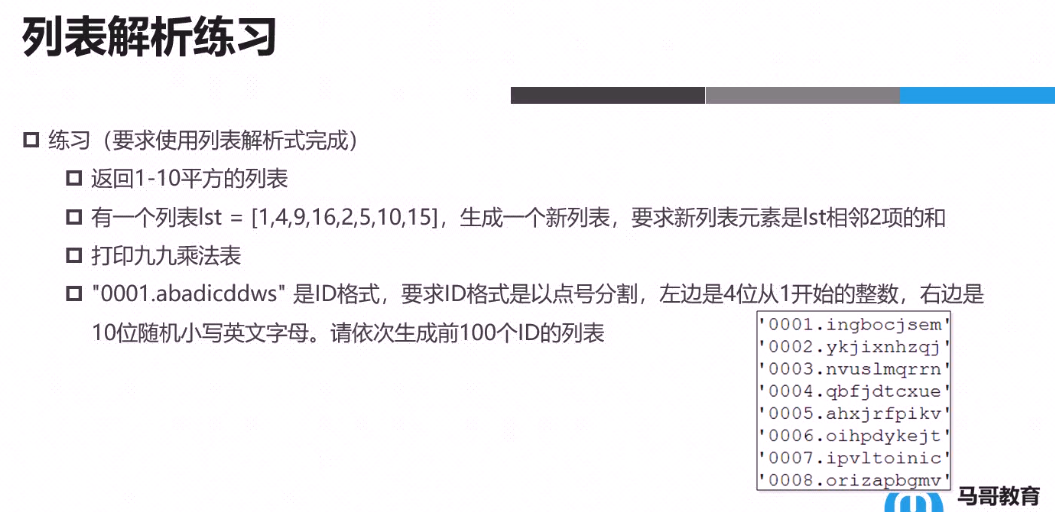 列表解析练习
练习（要求使用列表解析式完成）
返回1-10平方的列表
有一个列表lst = [1,4,9,16,2,5,10,15]，生成一个新列表，要求新列表元素是lst相邻2项的和
打印九九乘法表
"0001.abadicddws" 是ID格式，要求ID格式是以点号分割，左边是4位从1开始的整数，右边是
10位随机小写英文字母。请依次生成前100个ID的列表
'0001.ingbocjsem'
'0002.ykjixnhzqj'
'0003.nvuslmqrrn'
'0004.qbfjdtcxue'
'0005.ahxjrfpikv'
'0006.oihpdykejt'
'0007.ipvltoinic'
'0008.orizapbgmv'
马哥教育